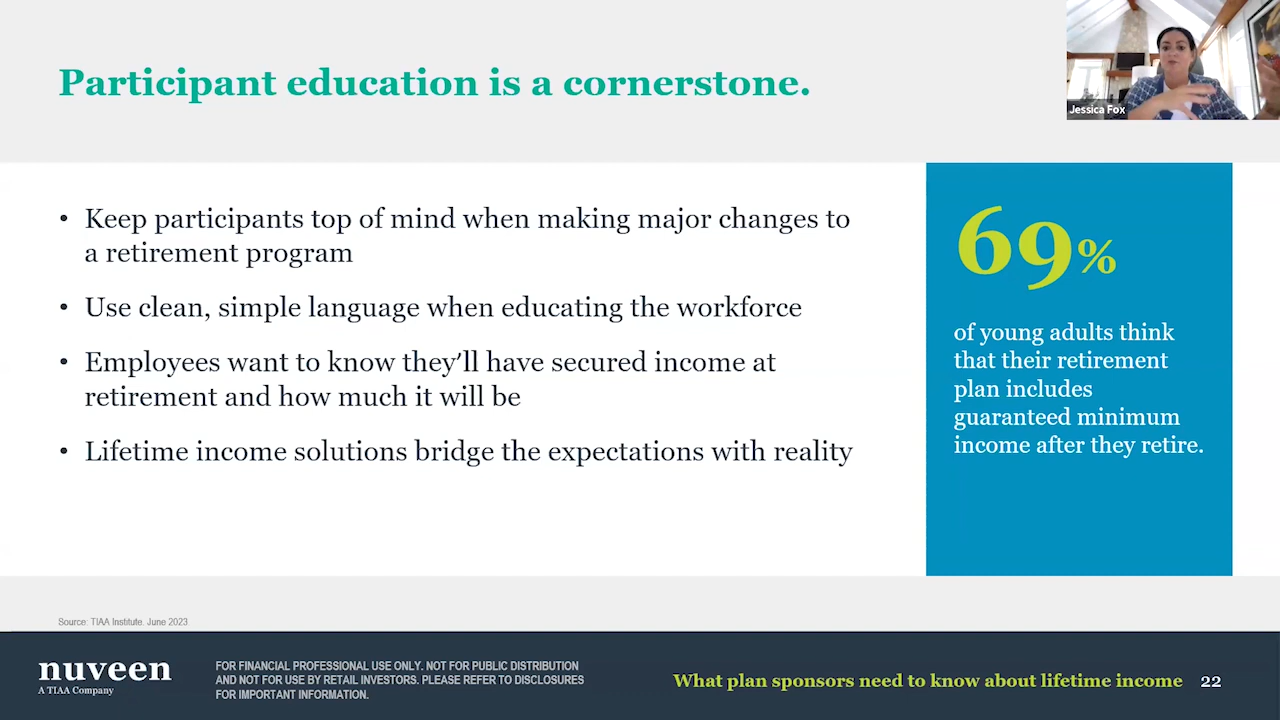 Participant education is a cornerstone.
Jessica Fox
• Keep participants top of mind when making major changes to
a retirement program
• Use clean, simple language when educating the workforce
• Employees want to know they'll have secured income at
retirement and how much it will be
• Lifetime income solutions bridge the expectations with reality
69%
of young adults think
that their retirement
plan includes
guaranteed minimum
income after they retire.
Source: TIAA Institute. June 2023
nuveen
A TIAA Company
FOR FINANCIAL PROFESSIONAL USE ONLY. NOT FOR PUBLIC DISTRIBUTION
AND NOT FOR USE BY RETAIL INVESTORS. PLEASE REFER TO DISCLOSURES
FOR IMPORTANT INFORMATION.
What plan sponsors need to know about lifetime income 22